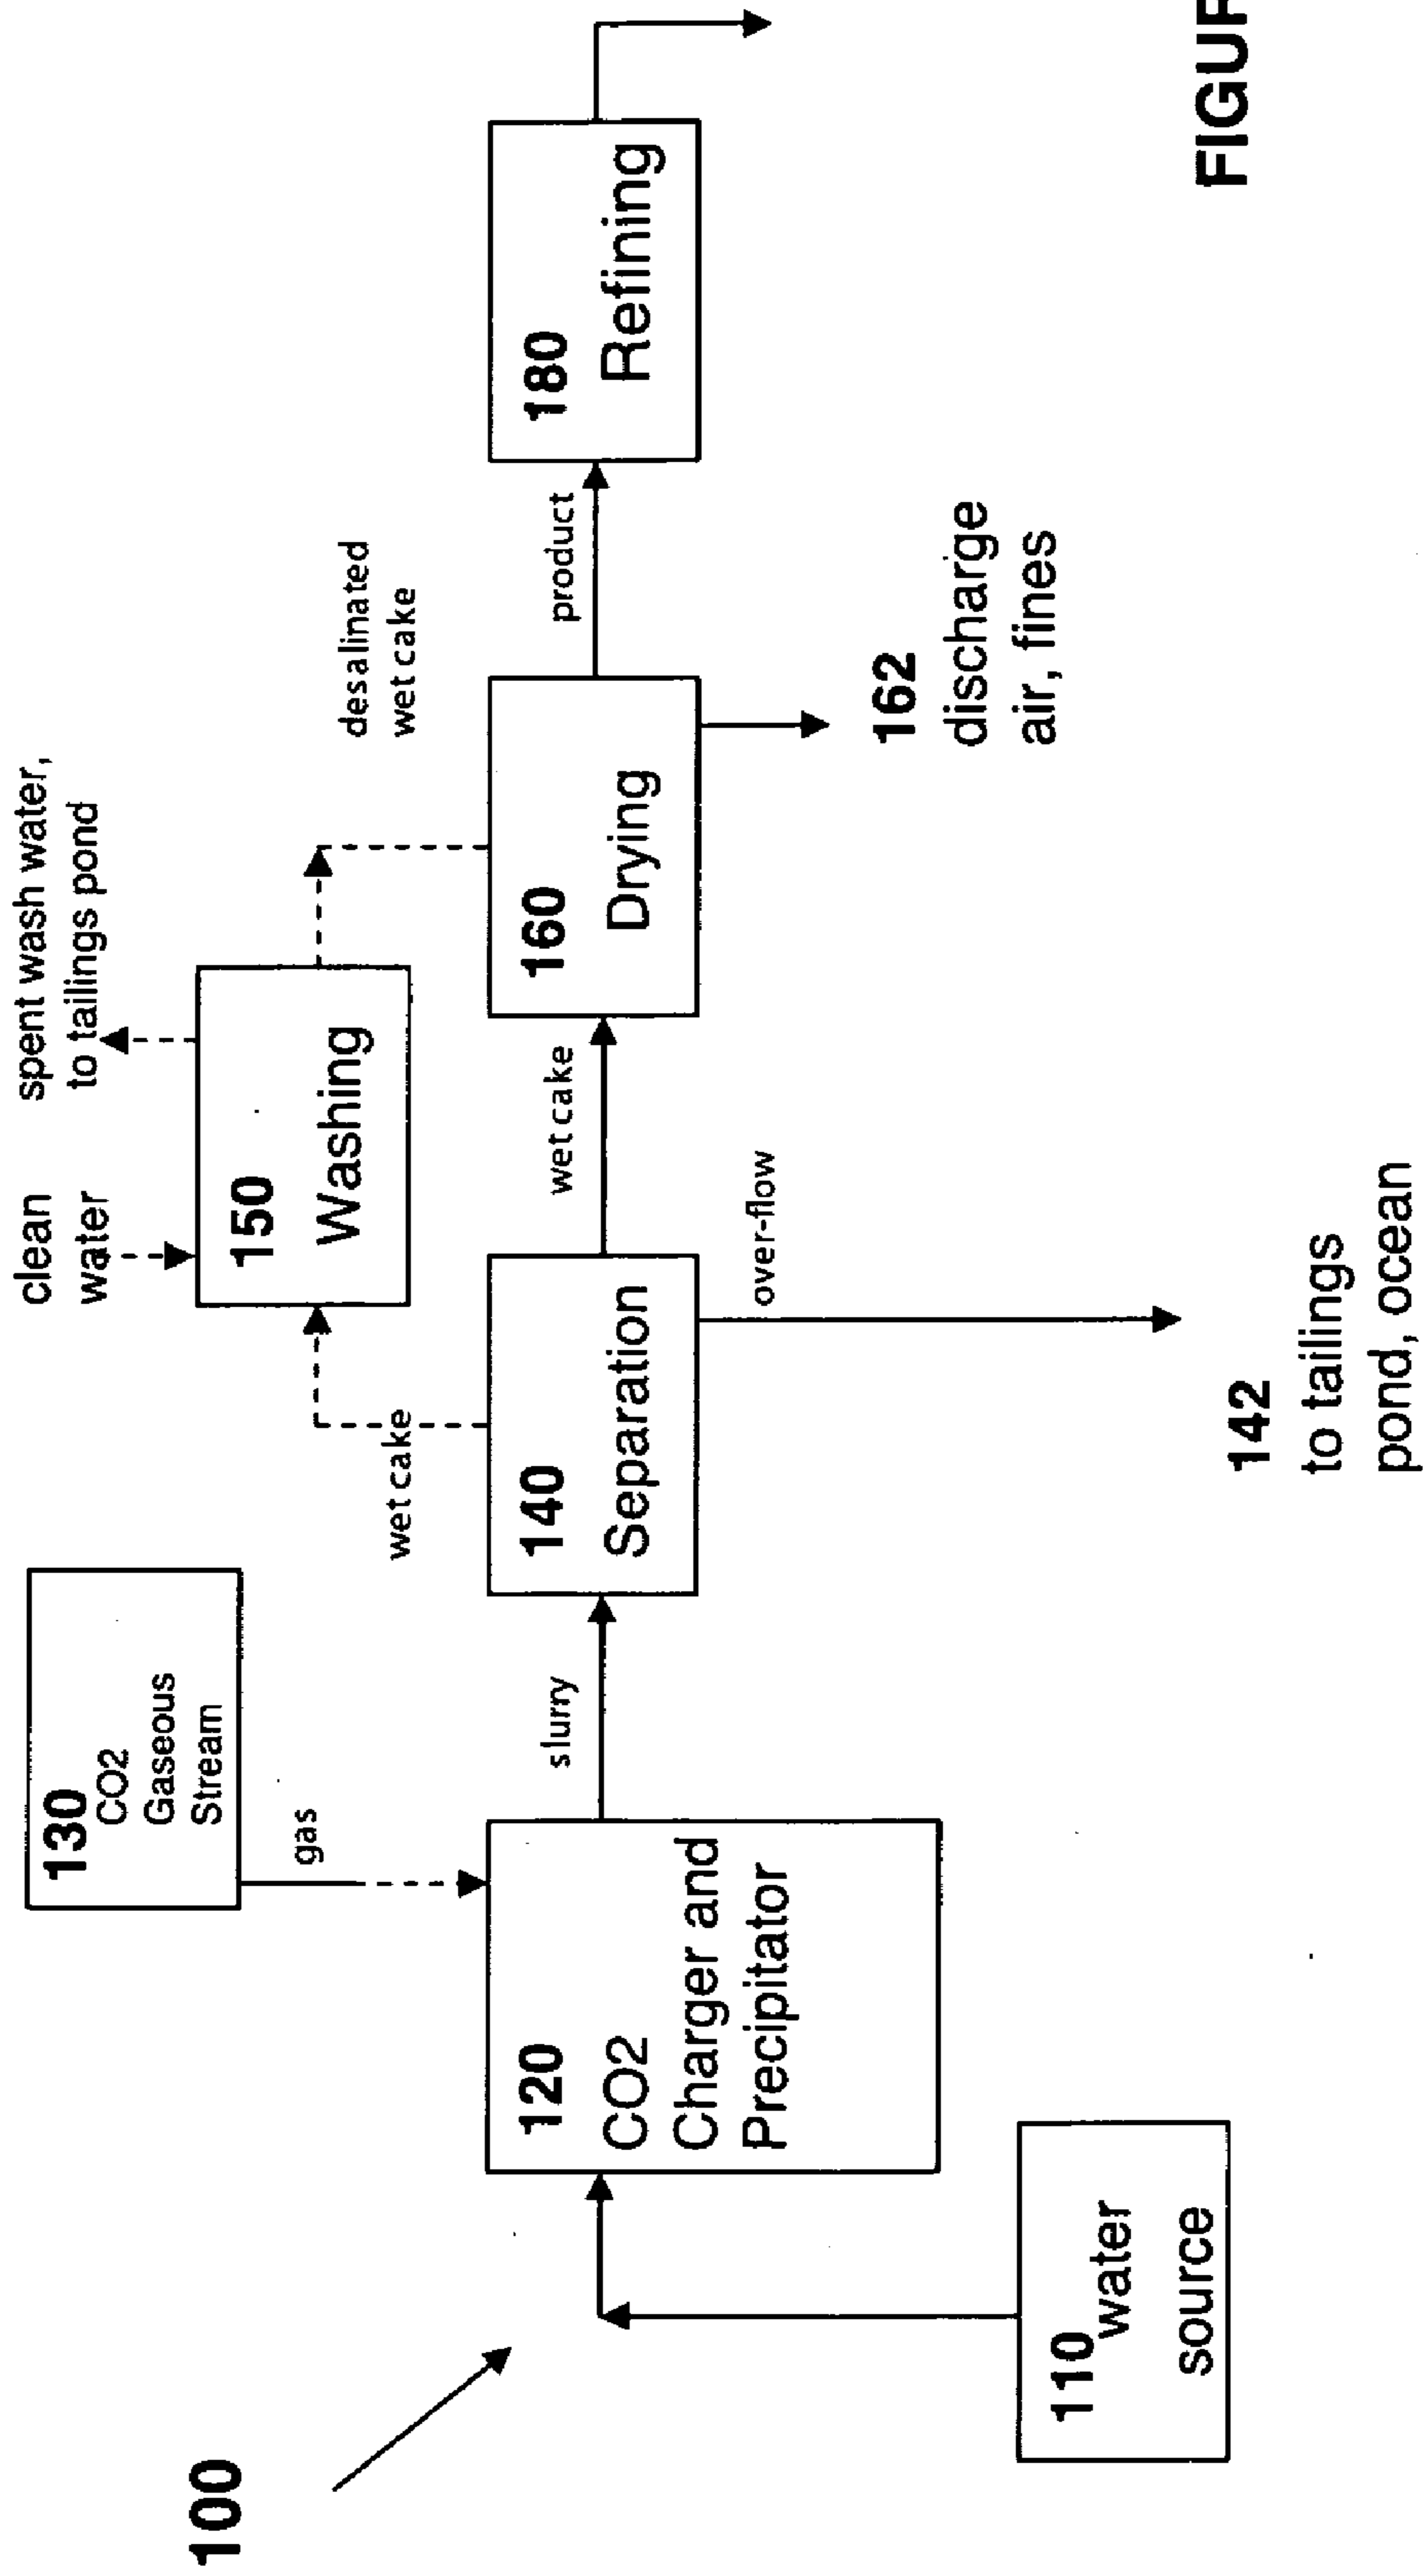 100
110
water
source
120
CO2
Charger and
Precipitator
130
CO2
Gaseous
Stream
gas
slurry
140
Separation
wet cake
wet cake
over-flow
142
to tailings
pond, ocean
clean
water
150
Washing
spent wash water,
to tailings pond
desalinated
wet cake
160
Drying
162
discharge
air, fines
product
180
Refining
FIGUR